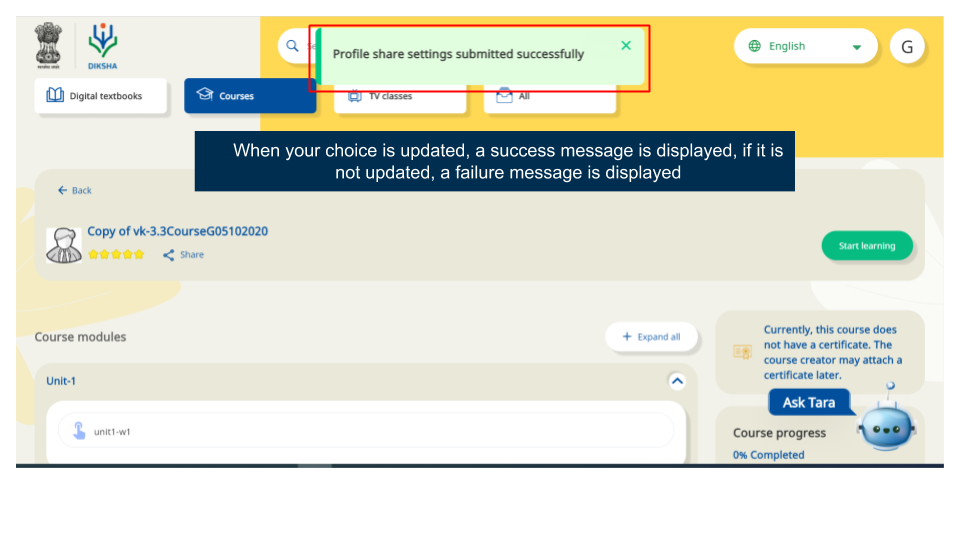 DIKSHA
Profile share settings submitted successfully
English
G
Digital textbooks
Courses
TV classes
All
When your choice is updated, a success message is displayed, if it is
not updated, a failure message is displayed
Back
Copy of vk-3.3CourseG05102020
Share
Start learning
Course modules
+ Expand all
Unit-1
unit1-w1
Currently, this course does
not have a certificate. The
course creator may attach a
certificate later.
Ask Tara
Course progress
0% Completed